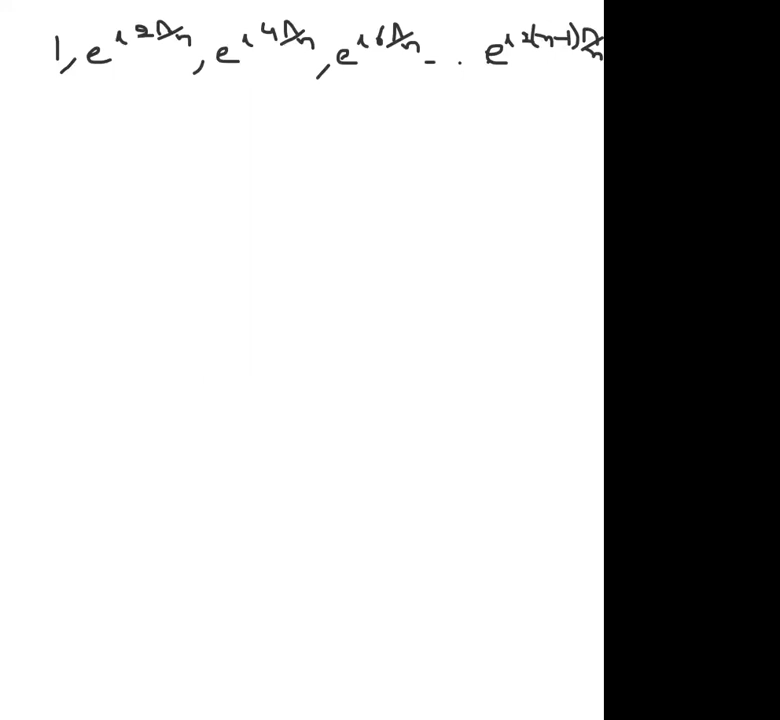 1, e^{i2π/n}, e^{i4π/n}, e^{i6π/n} - . . e^{i2(n-1)π/n}